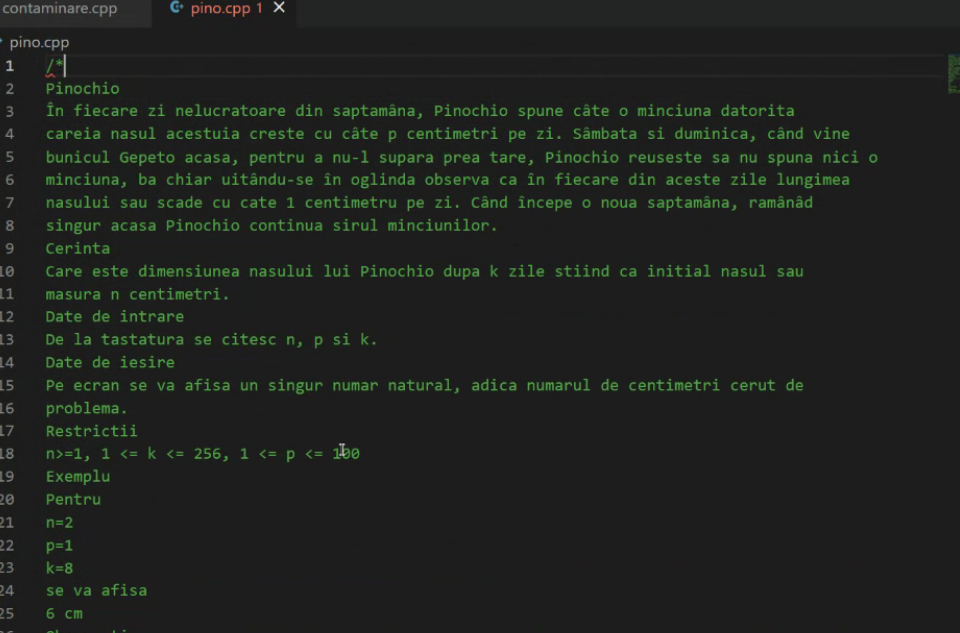 contaminare.cpp
pino.cpp 1
pino.cpp
1 /*
2 Pinochio
3 În fiecare zi nelucratoare din saptamâna, Pinochio spune câte o minciuna datorita
4 careia nasul acestuia creste cu câte p centimetri pe zi. Sâmbata si duminica, când vine
5 bunicul Gepeto acasa, pentru a nu-l supara prea tare, Pinochio reuseste sa nu spuna nici o
6 minciuna, ba chiar uitându-se în oglinda observa ca în fiecare din aceste zile lungimea
7 nasului sau scade cu cate 1 centimetru pe zi. Când începe o noua saptamâna, ramânâd
8 singur acasa Pinochio continua sirul minciunilor.
9 Cerinta
10 Care este dimensiunea nasului lui Pinochio dupa k zile stiind ca initial nasul sau
11 masura n centimetri.
12 Date de intrare
13 De la tastatura se citesc n, p si k.
14 Date de iesire
15 Pe ecran se va afisa un singur numar natural, adica numarul de centimetri cerut de
16 problema.
17 Restrictii
18 n>=1, 1 <= k <= 256, 1 <= p <= 100
19 Exemplu
20 Pentru
21 n=2
22 p=1
23 k=8
24 se va afisa
25 6 cm